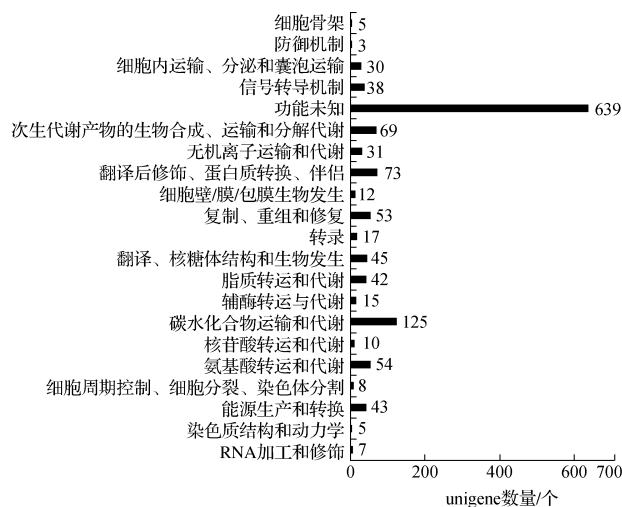 细胞骨架 5
防御机制 3
细胞内运输、分泌和囊泡运输 30
信号转导机制 38
功能未知 639
次生代谢产物的生物合成、运输和分解代谢 69
无机离子运输和代谢 31
翻译后修饰、蛋白质转换、伴侣 73
细胞壁/膜/包膜生物发生 12
复制、重组和修复 53
转录 17
翻译、核糖体结构和生物发生 45
脂质转运和代谢 42
辅酶转运与代谢 15
碳水化合物运输和代谢 125
核苷酸转运和代谢 10
氨基酸转运和代谢 54
细胞周期控制、细胞分裂、染色体分割 8
能源生产和转换 43
染色质结构和动力学 5
RNA加工和修饰 7
0 200 400 600 700
unigene数量/个